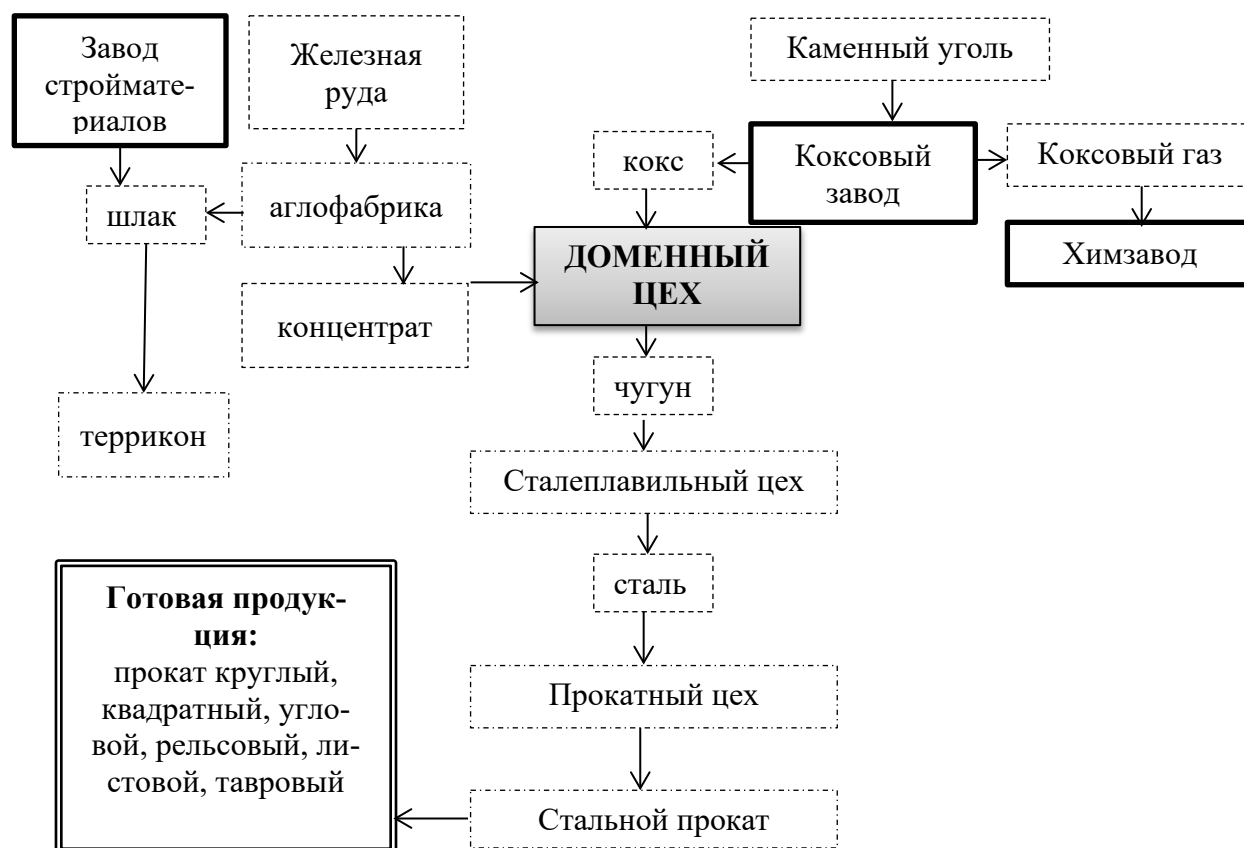 Завод
строймате-
риалов
Железная
руда
Каменный уголь
кокс
Коксовый
завод
Коксовый газ
шлак
аглофабрика
ДОМЕННЫЙ
ЦЕХ
Химзавод
концентрат
чугун
террикон
Сталеплавильный цех
сталь
Готовая продук-
ция:
прокат круглый,
квадратный, угло-
вой, рельсовый, ли-
стовой, тавровый
Прокатный цех
Стальной прокат